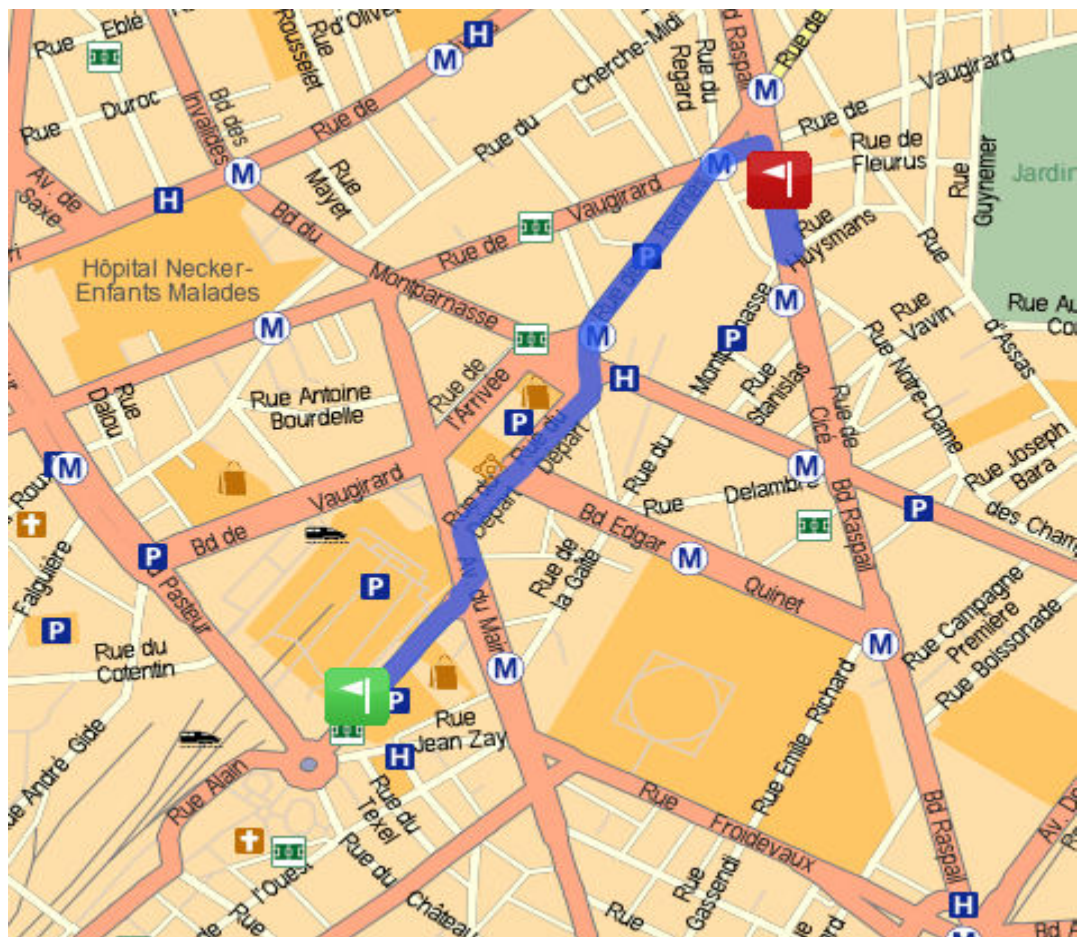 Rue Eblé
Rue
Rousselet
Rue
d'Olivet
H
M
Cherche-Midi
Rue du
Regard
Bd Raspail
Rue de
M
Vaugirard
Rue de
Rue Duroc
Invalides
Bd des
Rue de
Rue du
Rue de
Fleurus
Rue
Guynemer
Jardin
Av. de
Saxe
H
M
Rue
Mayet
M
Vaugirard
Rue de
Bd du
Montparnasse
Hôpital Necker-
Enfants Malades
P
Rue de Rennes
Rue
Huysmans
Rue
d'Assas
M
M
M
P
Montparnasse
Rue du
Rue
Vavin
Rue Au
Cou
Rue
Dalou
Rue Antoine
Bourdelle
Rue de
l'Arrivée
P
H
Rue
Stanislas
Rue Notre-Dame
des Champ
Rue de
Cicé
Rue du
Départ
Rue du
Départ
M
P
M
Bd de
Vaugirard
Rue
Delambre
Rue Joseph
Bara
P
Bd Raspail
Falguière
P
Pasteur
P
Bd Edgar
Quinet
M
Rue de
la Gaîté
P
Av. du Main
Rue du
Cotentin
M
M
Rue Campagne
Première
Rue Boissonade
P
Rue
Jean Zay
H
Rue André Gide
Rue Alain
Rue du
Texel
Rue Emile Richard
Rue
Froidevaux
Bd Raspail
Av. De
l'Ouest
Rue de
Rue du
Château
Rue
Rue
Gassendi
H
M
Bd A